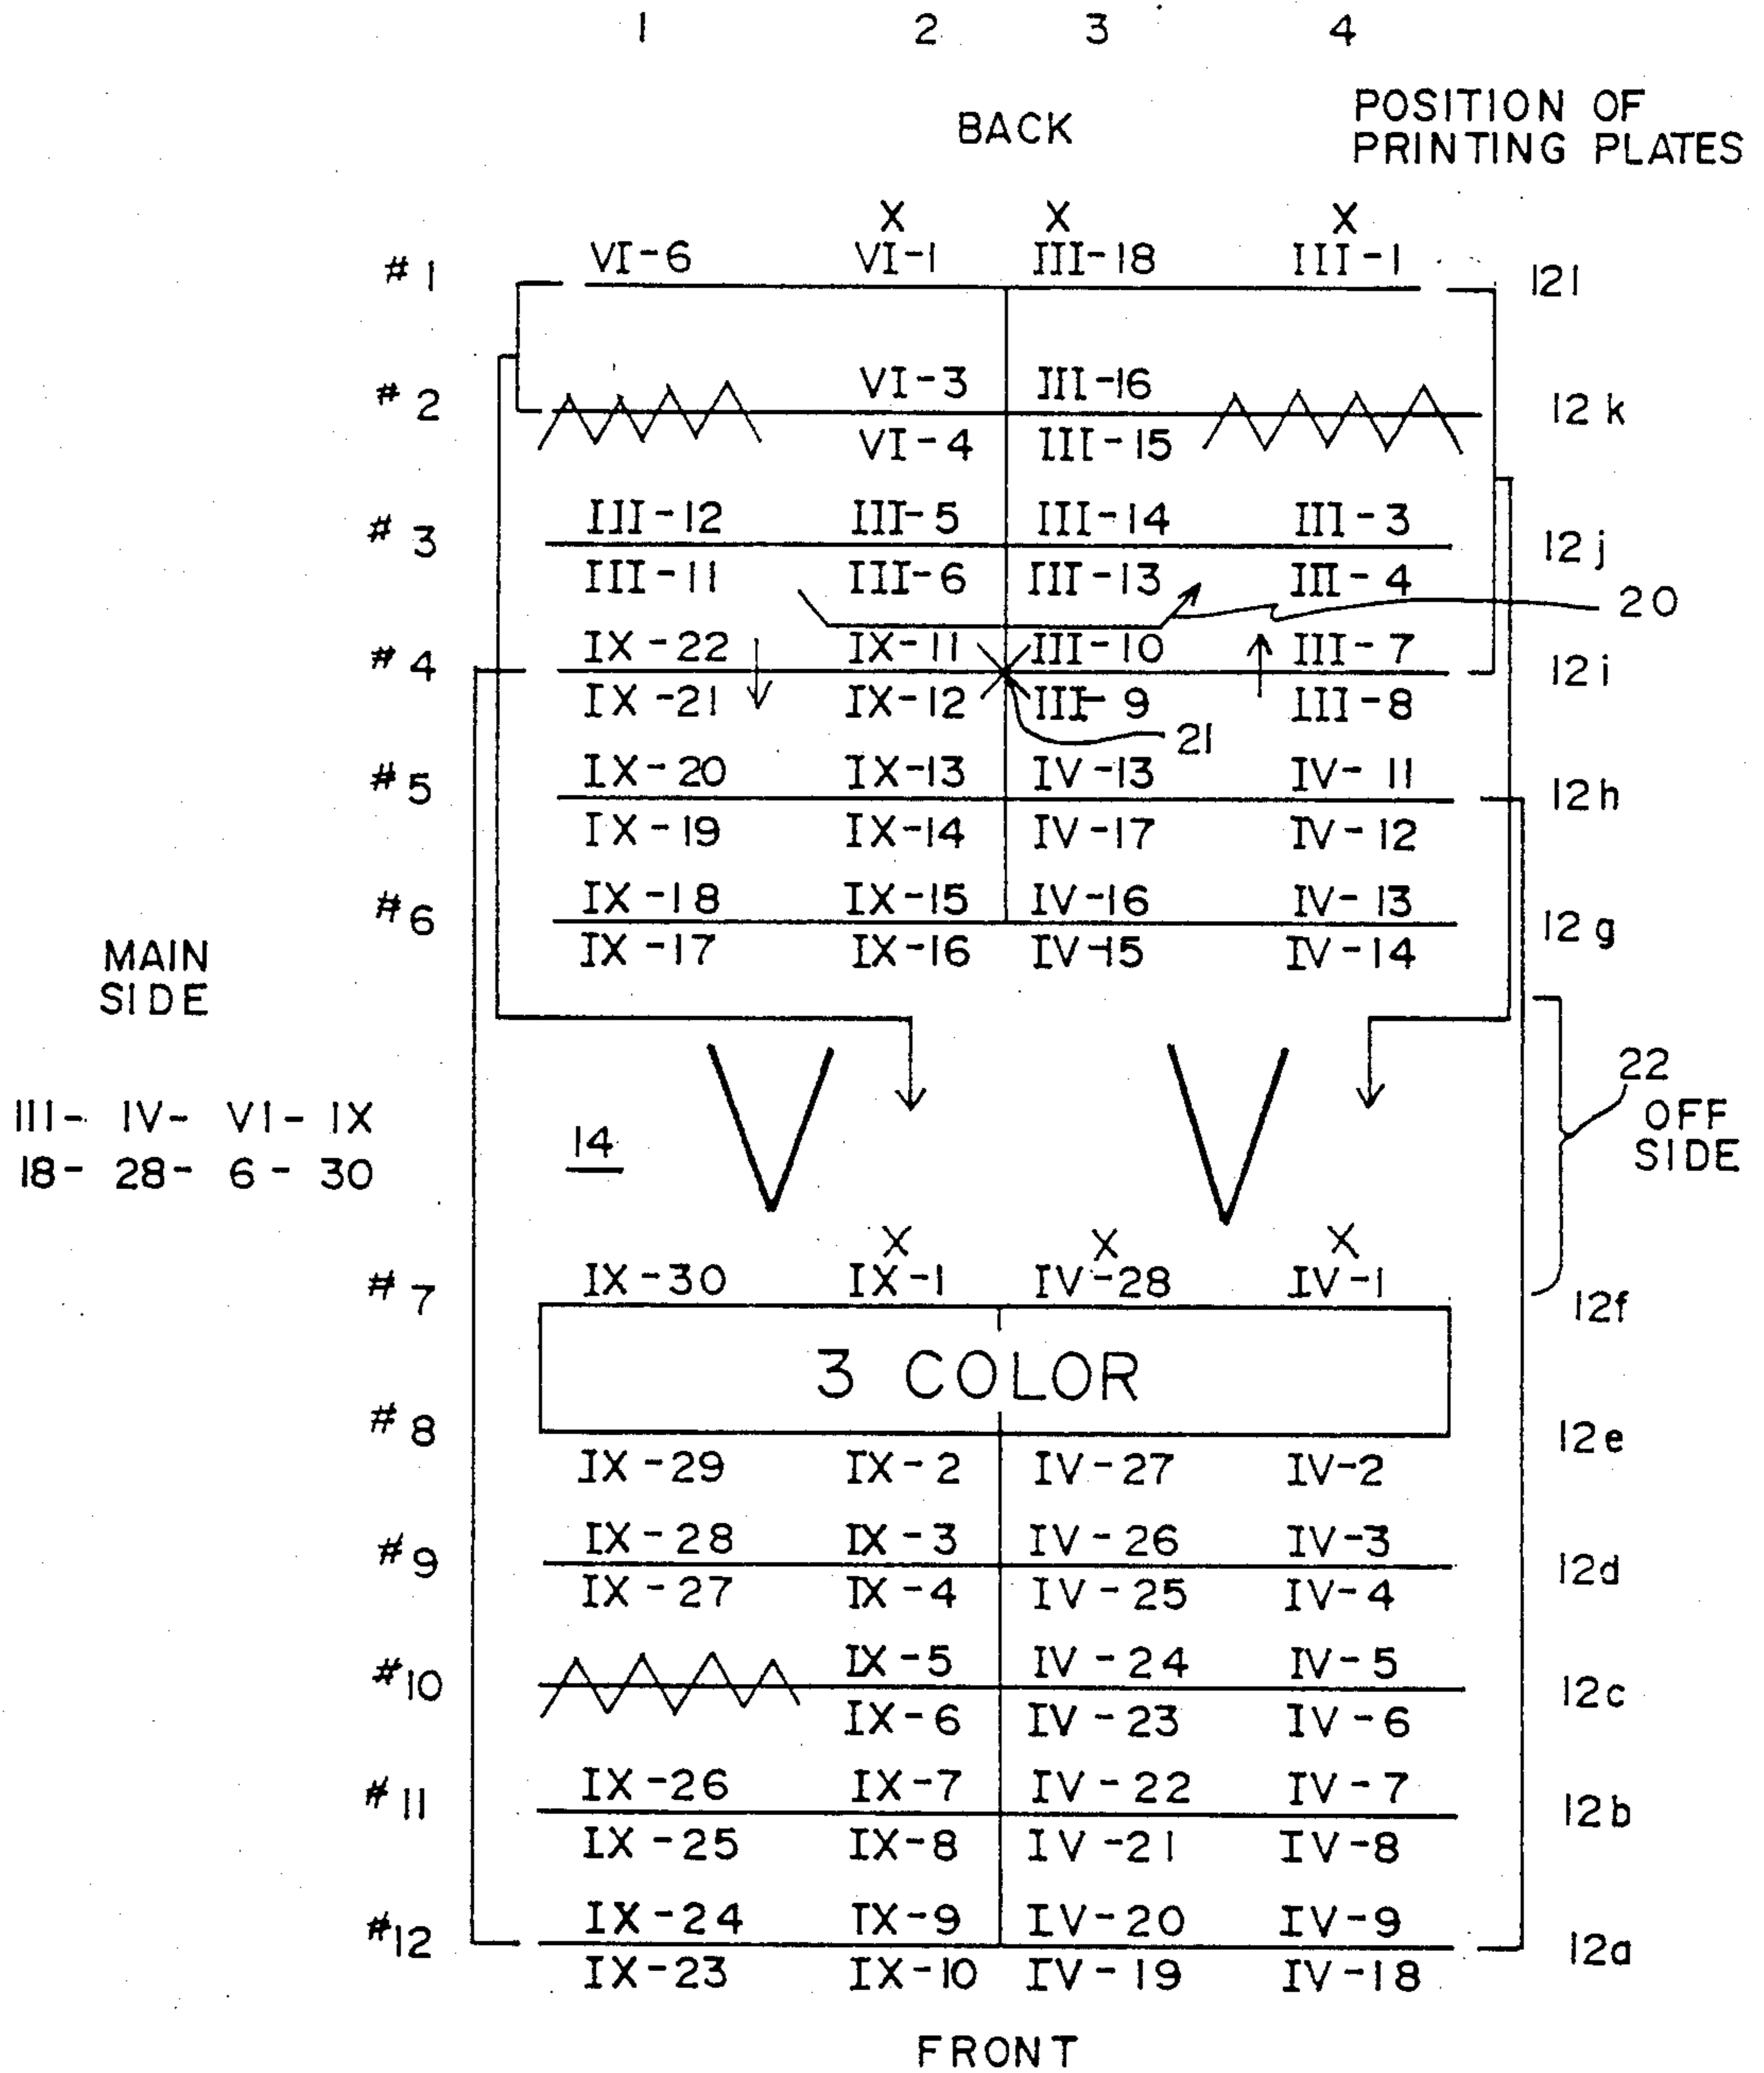 1 2 3 4
BACK
POSITION OF
PRINTING PLATES
X X X
#1 VI-6 VI-1 III-18 III-1 12l
#2 VI-3 III-16 12k
VI-4 III-15
#3 III-12 III-5 III-14 III-3 12j
III-11 III-6 III-13 III-4
20
#4 IX-22 IX-11 III-10 III-7 12i
IX-21 IX-12 III-9 III-8
21
#5 IX-20 IX-13 IV-13 IV-11 12h
IX-19 IX-14 IV-17 IV-12
#6 IX-18 IX-15 IV-16 IV-13 12g
IX-17 IX-16 IV-15 IV-14
MAIN
SIDE
22
OFF
SIDE
III- IV- VI- IX
18- 28- 6- 30
14
X X X
#7 IX-30 IX-1 IV-28 IV-1 12f
3 COLOR
#8 12e
IX-29 IX-2 IV-27 IV-2
#9 IX-28 IX-3 IV-26 IV-3 12d
IX-27 IX-4 IV-25 IV-4
#10 IX-5 IV-24 IV-5 12c
IX-6 IV-23 IV-6
#11 IX-26 IX-7 IV-22 IV-7 12b
IX-25 IX-8 IV-21 IV-8
#12 IX-24 IX-9 IV-20 IV-9 12a
IX-23 IX-10 IV-19 IV-18
FRONT